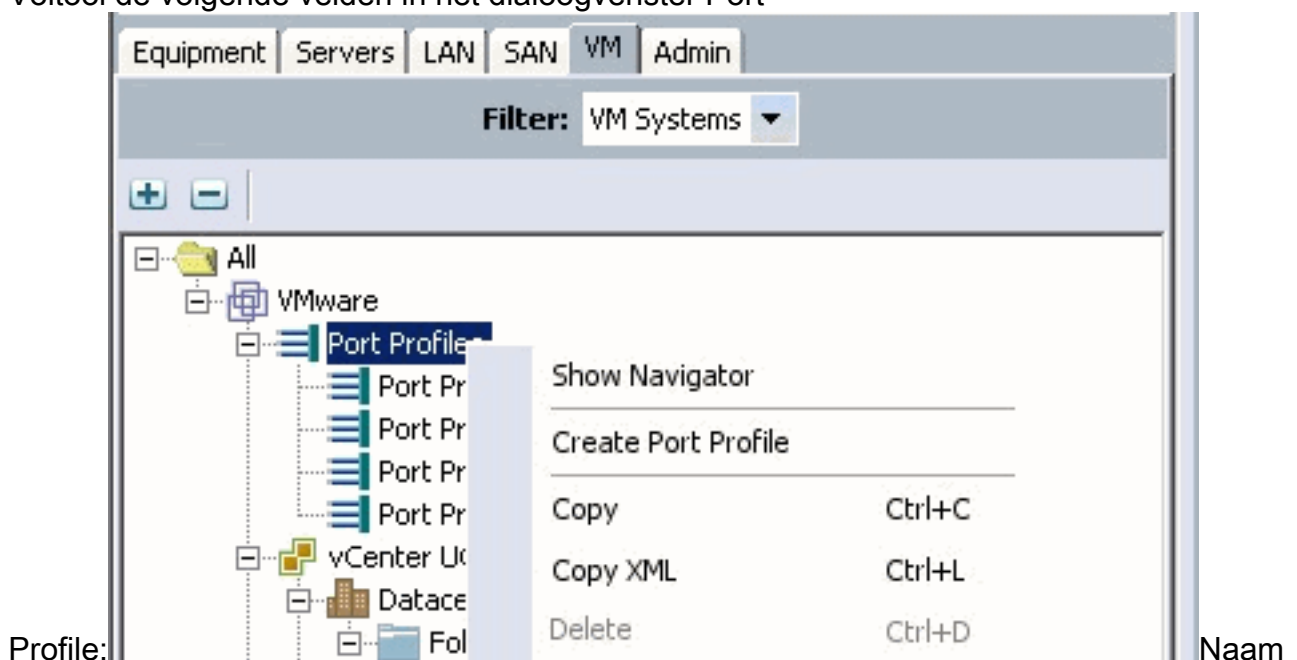 Voltooi de volgende velden in het dialoogvenster Port
Equipment Servers LAN SAN VM Admin
Filter: VM Systems
All
VMware
Port Profile
Show Navigator
Port Pr
Port Pr
Create Port Profile
Port Pr
Port Pr
Copy Ctrl+C
vCenter
Copy XML Ctrl+L
Datace
Delete Ctrl+D
Fol
Profile: Naam